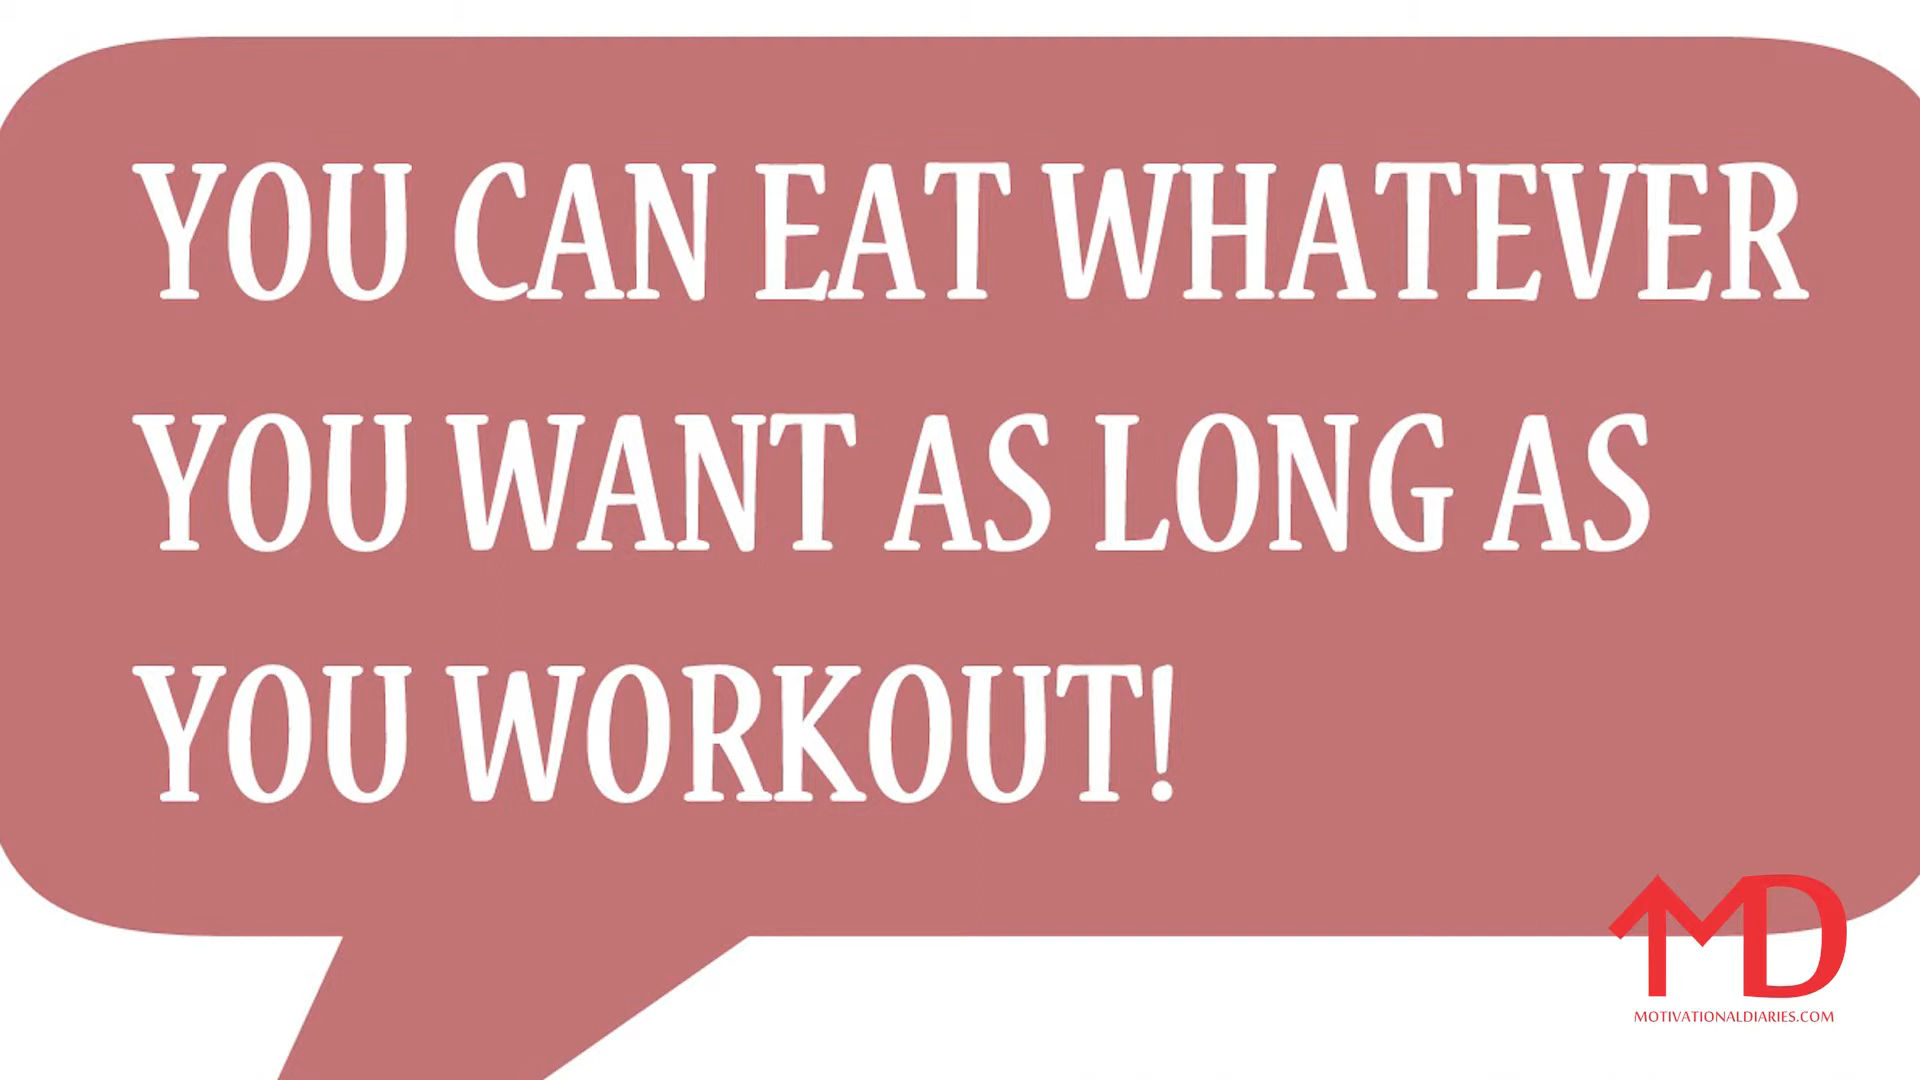 YOU CAN EAT WHATEVER
YOU WANT AS LONG AS
YOU WORKOUT!
MD
MOTIVATIONALDIARIES.COM